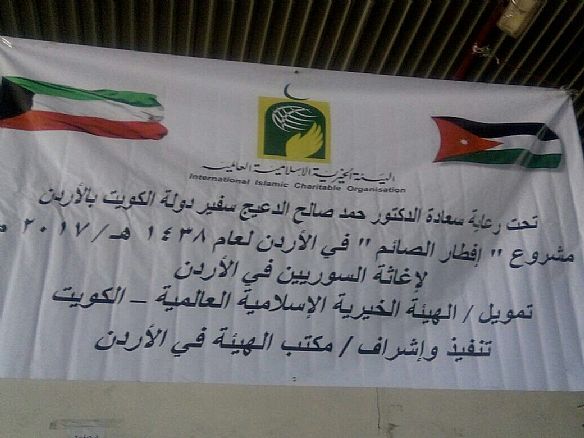 الهيئة الخيرية الإسلامية العالمية
International Islamic Charitable Organisation
تحت رعاية سعادة الدكتور حمد صالح الدعيج سفير دولة الكويت بالأردن
مشروع " إفطار الصائم " في الأردن لعام ١٤٣٨ هـ/ ٢٠١٧ م
لإغاثة السوريين في الأردن
تمويل / الهيئة الخيرية الإسلامية العالمية – الكويت
تنفيذ وإشراف / مكتب الهيئة في الأردن